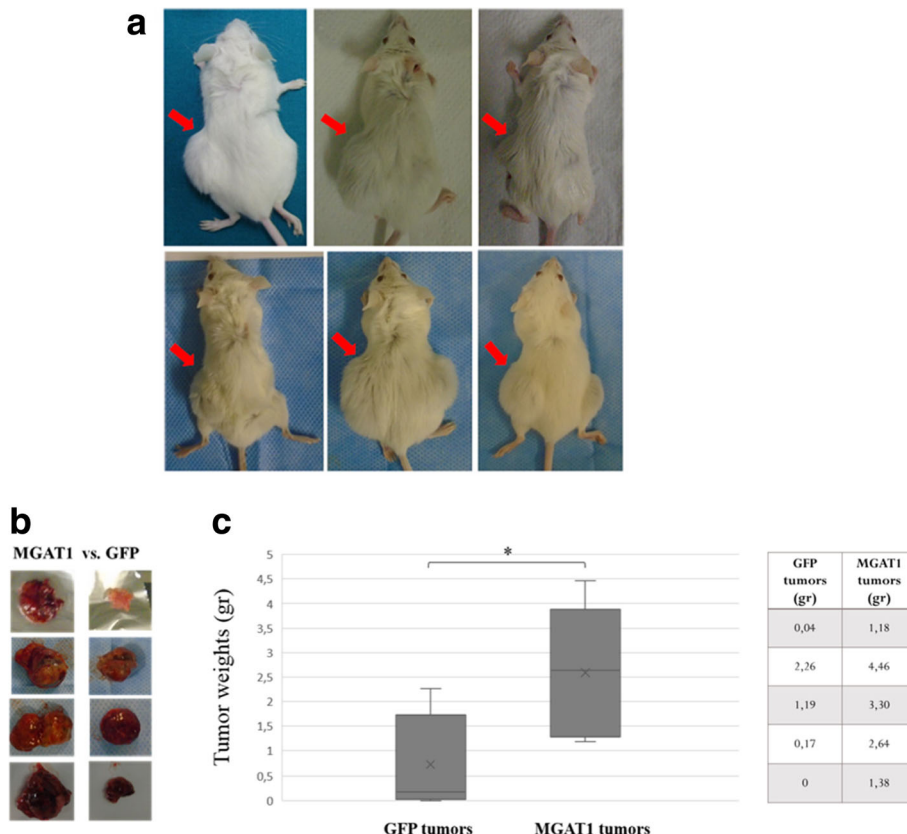 a
b
MGAT1 vs. GFP
c
Tumor weights (gr)
5
4,5
4
3,5
3
2,5
2
1,5
1
0,5
0
*
GFP tumors
MGAT1 tumors
GFP tumors (gr)
MGAT1 tumors (gr)
0,04 1,18
2,26 4,46
1,19 3,30
0,17 2,64
0 1,38